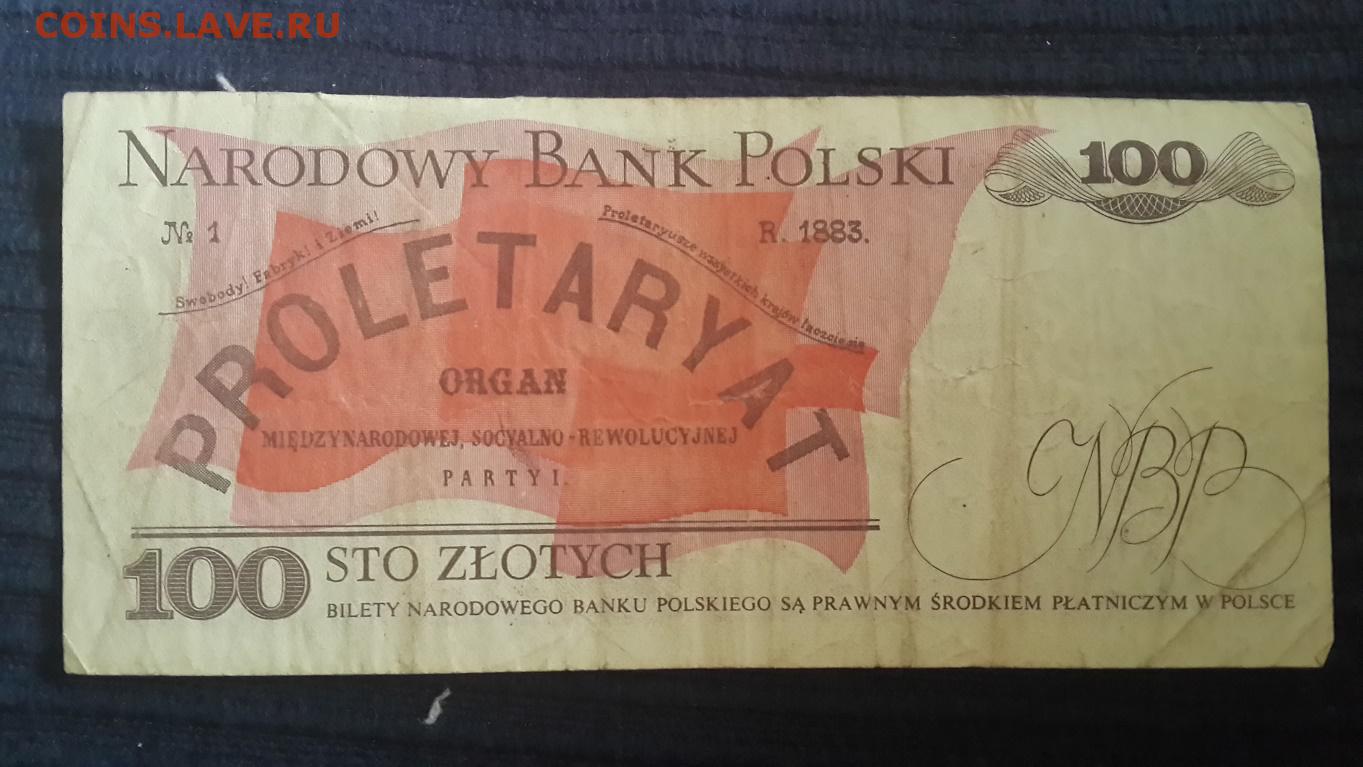 COINS.LAVE.RU
NARODOWY BANK POLSKI
100
№ 1
Swobody! Fabryk! i Ziemi!
Proletaryusze wszystkich krajów łączcie się
R. 1883.
PROLETARYAT
ORGAN
MIĘDZYNARODOWEJ, SOCYALNO-REWOLUCYJNEJ
PARTYI.
NBP
100 STO ZŁOTYCH
BILETY NARODOWEGO BANKU POLSKIEGO SĄ PRAWNYM ŚRODKIEM PŁATNICZYM W POLSCE